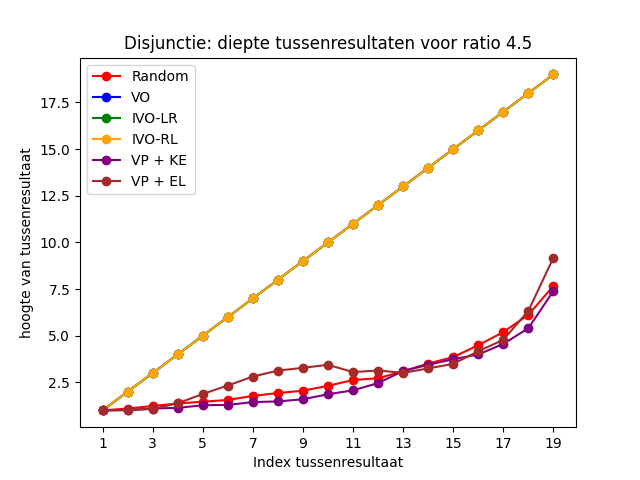 Disjunctie: diepte tussenresultaten voor ratio 4.5
Random
VO
IVO-LR
IVO-RL
VP + KE
VP + EL
hoogte van tussenresultaat
17.5
15.0
12.5
10.0
7.5
5.0
2.5
1 3 5 7 9 11 13 15 17 19
Index tussenresultaat